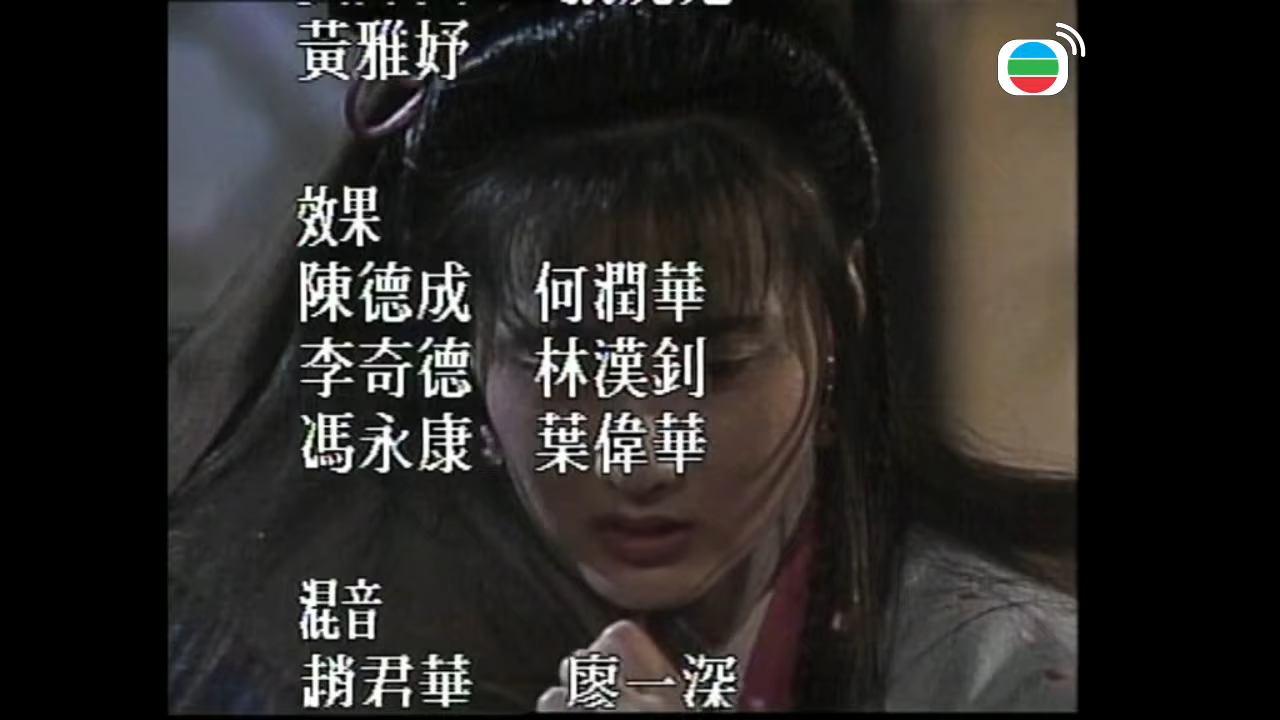 黃雅妤
效果
陳德成 何潤華
李奇德 林漢釗
馮永康 葉偉華
混音
趙君華 廖一深